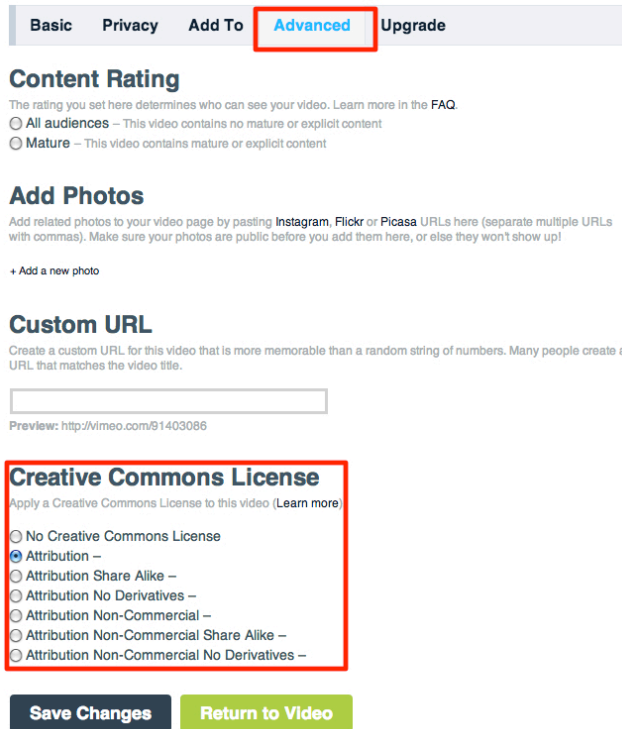 Basic Privacy Add To Advanced Upgrade
Content Rating
The rating you set here determines who can see your video. Learn more in the FAQ.
All audiences – This video contains no mature or explicit content
Mature – This video contains mature or explicit content
Add Photos
Add related photos to your video page by pasting Instagram, Flickr or Picasa URLs here (separate multiple URLs
with commas). Make sure your photos are public before you add them here, or else they won't show up!
+ Add a new photo
Custom URL
Create a custom URL for this video that is more memorable than a random string of numbers. Many people create a
URL that matches the video title.
Preview: http://vimeo.com/91403086
Creative Commons License
Apply a Creative Commons License to this video (Learn more)
No Creative Commons License
Attribution –
Attribution Share Alike –
Attribution No Derivatives –
Attribution Non-Commercial –
Attribution Non-Commercial Share Alike –
Attribution Non-Commercial No Derivatives –
Save Changes Return to Video